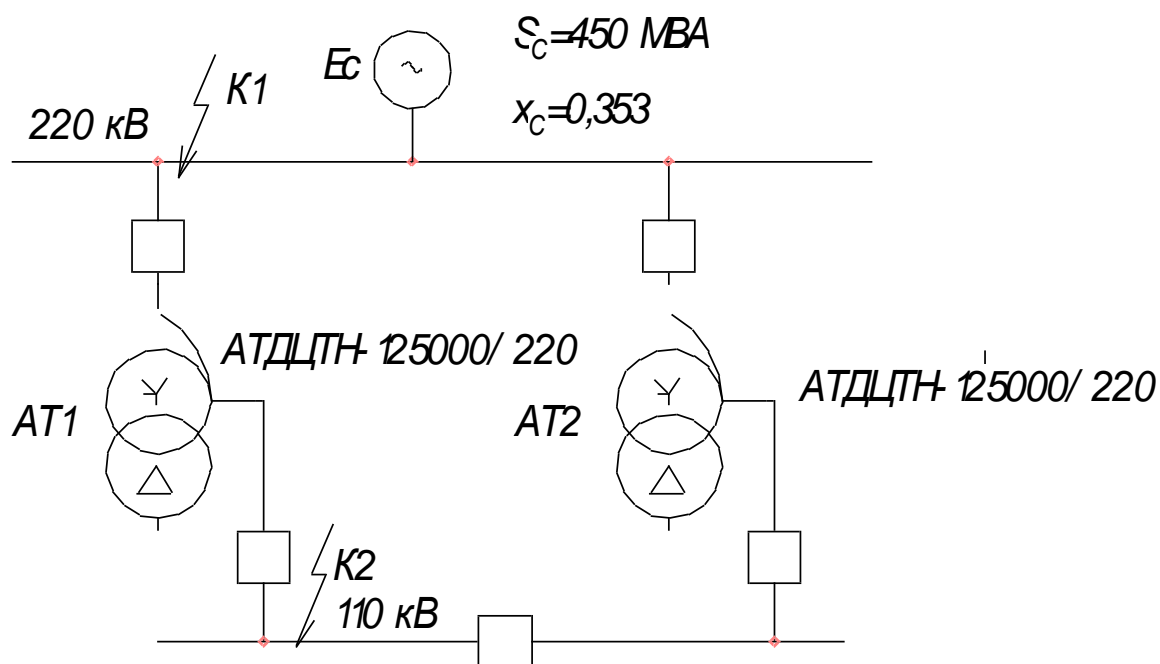 S_C=450 МВА
Ес
К1
x_C=0,353
220 кВ
АТДЦТН-125000/ 220
АТДЦТН-125000/ 220
АТ1
АТ2
К2
110 кВ